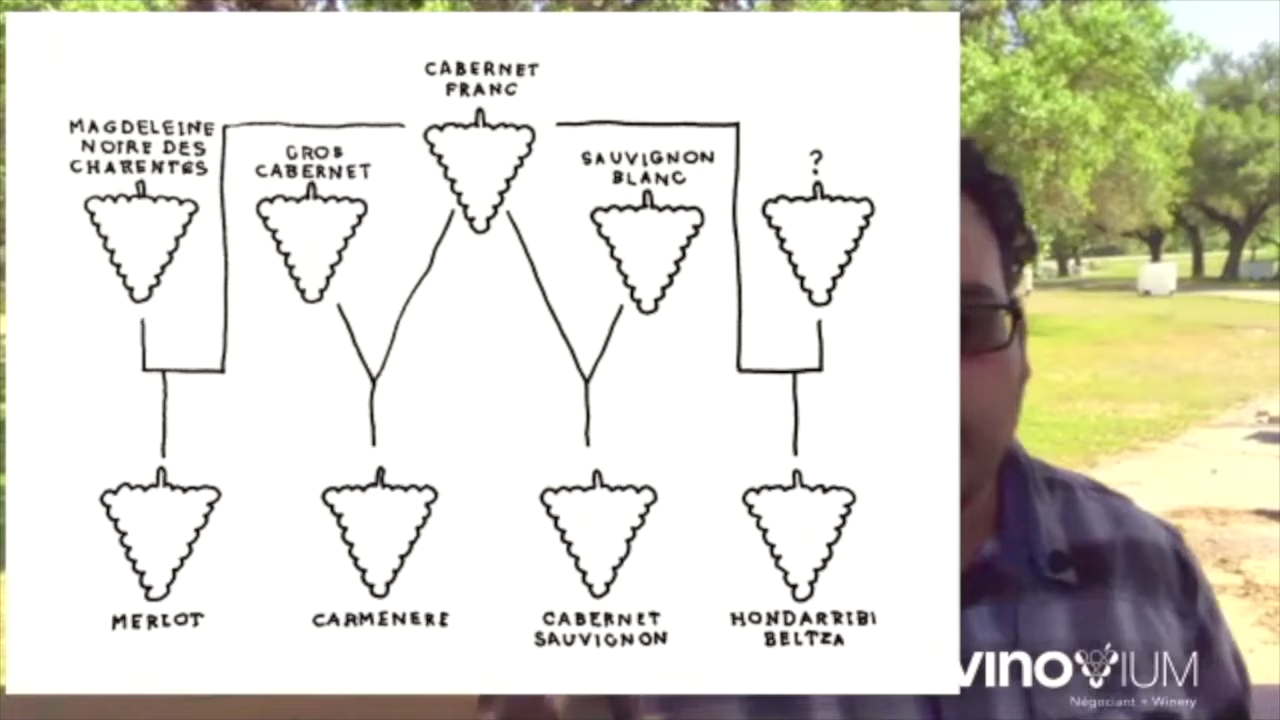 CABERNET
FRANC
MAGDELEINE
NOIRE DES
CHARENTES
GROS
CABERNET
SAUVIGNON
BLANC
?
MERLOT
CARMENERE
CABERNET
SAUVIGNON
HONDARRIBI
BELTZA
vinoVIUM
Négociant + Winery